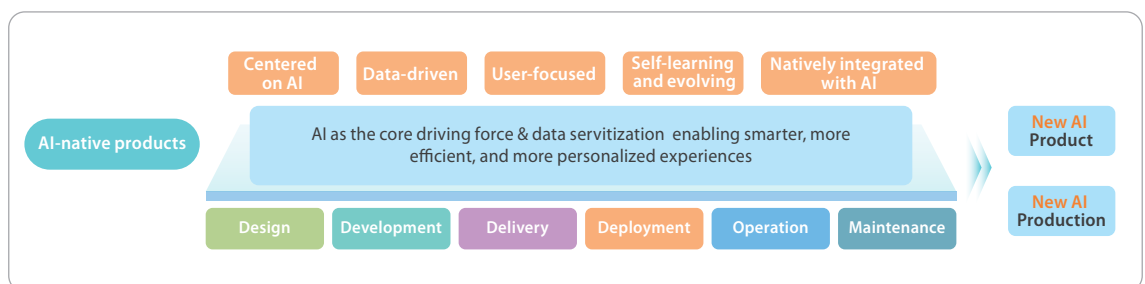 Centered
on AI
Data-driven
User-focused
Self-learning
and evolving
Natively integrated
with AI
AI-native products
AI as the core driving force & data servitization enabling smarter, more
efficient, and more personalized experiences
New AI
Product
New AI
Production
Design
Development
Delivery
Deployment
Operation
Maintenance